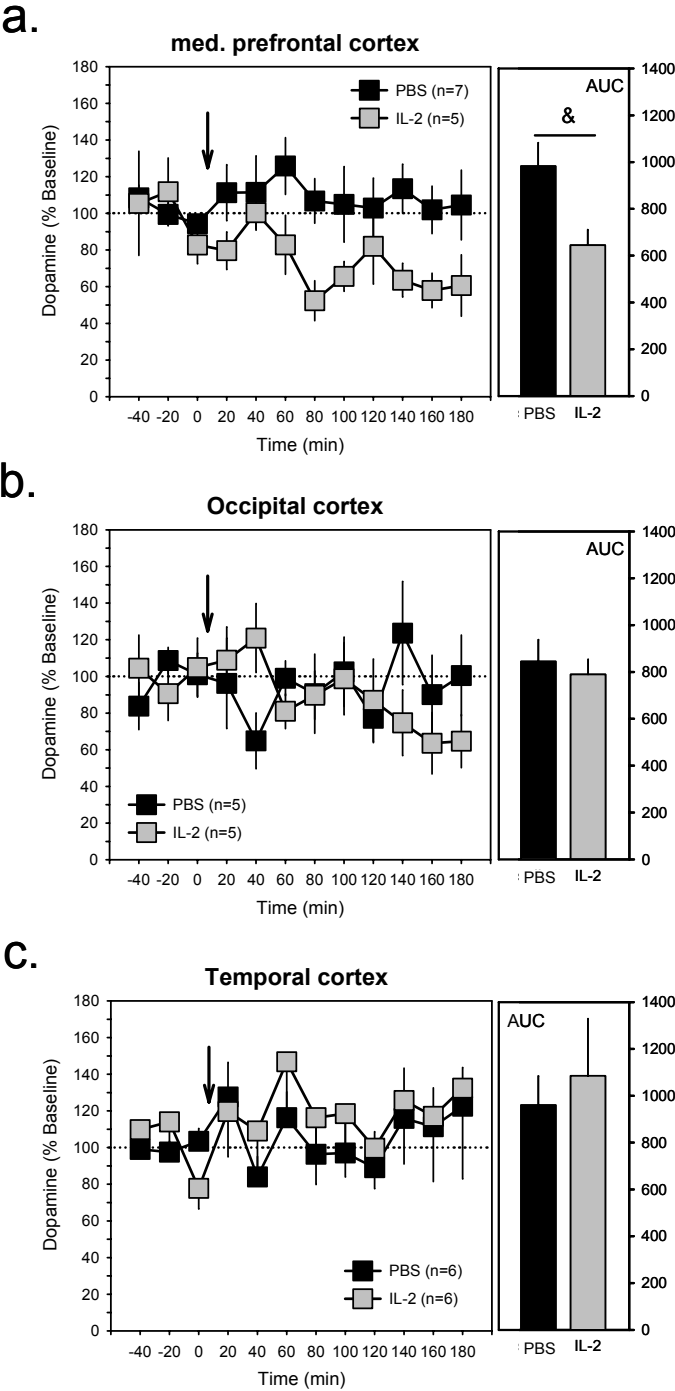 a.
med. prefrontal cortex
180
160
140
120
100
80
60
40
20
0
Dopamine (% Baseline)
PBS (n=7)
IL-2 (n=5)
-40 -20 0 20 40 60 80 100 120 140 160 180
Time (min)
AUC
&
1400
1200
1000
800
600
400
200
0
PBS IL-2
b.
Occipital cortex
180
160
140
120
100
80
60
40
20
0
Dopamine (% Baseline)
PBS (n=5)
IL-2 (n=5)
-40 -20 0 20 40 60 80 100 120 140 160 180
Time (min)
AUC
1400
1200
1000
800
600
400
200
0
PBS IL-2
c.
Temporal cortex
180
160
140
120
100
80
60
40
20
0
Dopamine (% Baseline)
PBS (n=6)
IL-2 (n=6)
-40 -20 0 20 40 60 80 100 120 140 160 180
Time (min)
AUC
1400
1200
1000
800
600
400
200
0
PBS IL-2